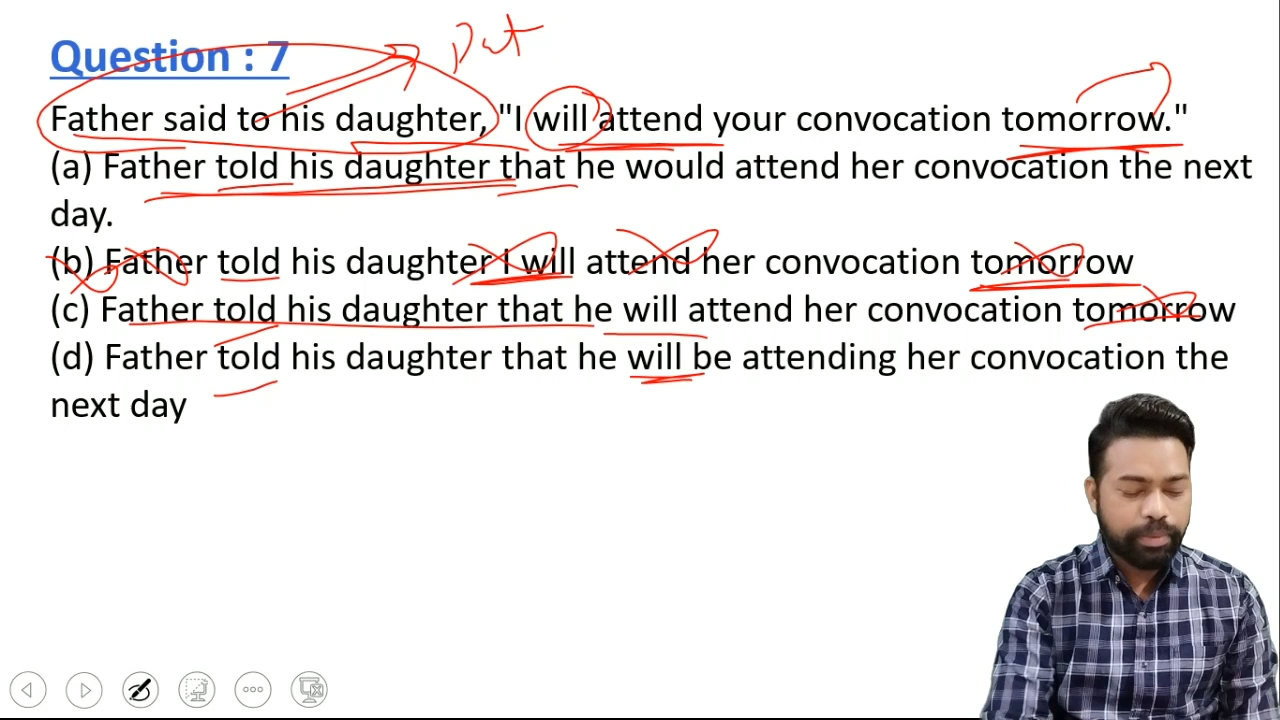 Question : 7
Father said to his daughter, "I will attend your convocation tomorrow."
(a) Father told his daughter that he would attend her convocation the next
day.
(b) Father told his daughter I will attend her convocation tomorrow
(c) Father told his daughter that he will attend her convocation tomorrow
(d) Father told his daughter that he will be attending her convocation the
next day